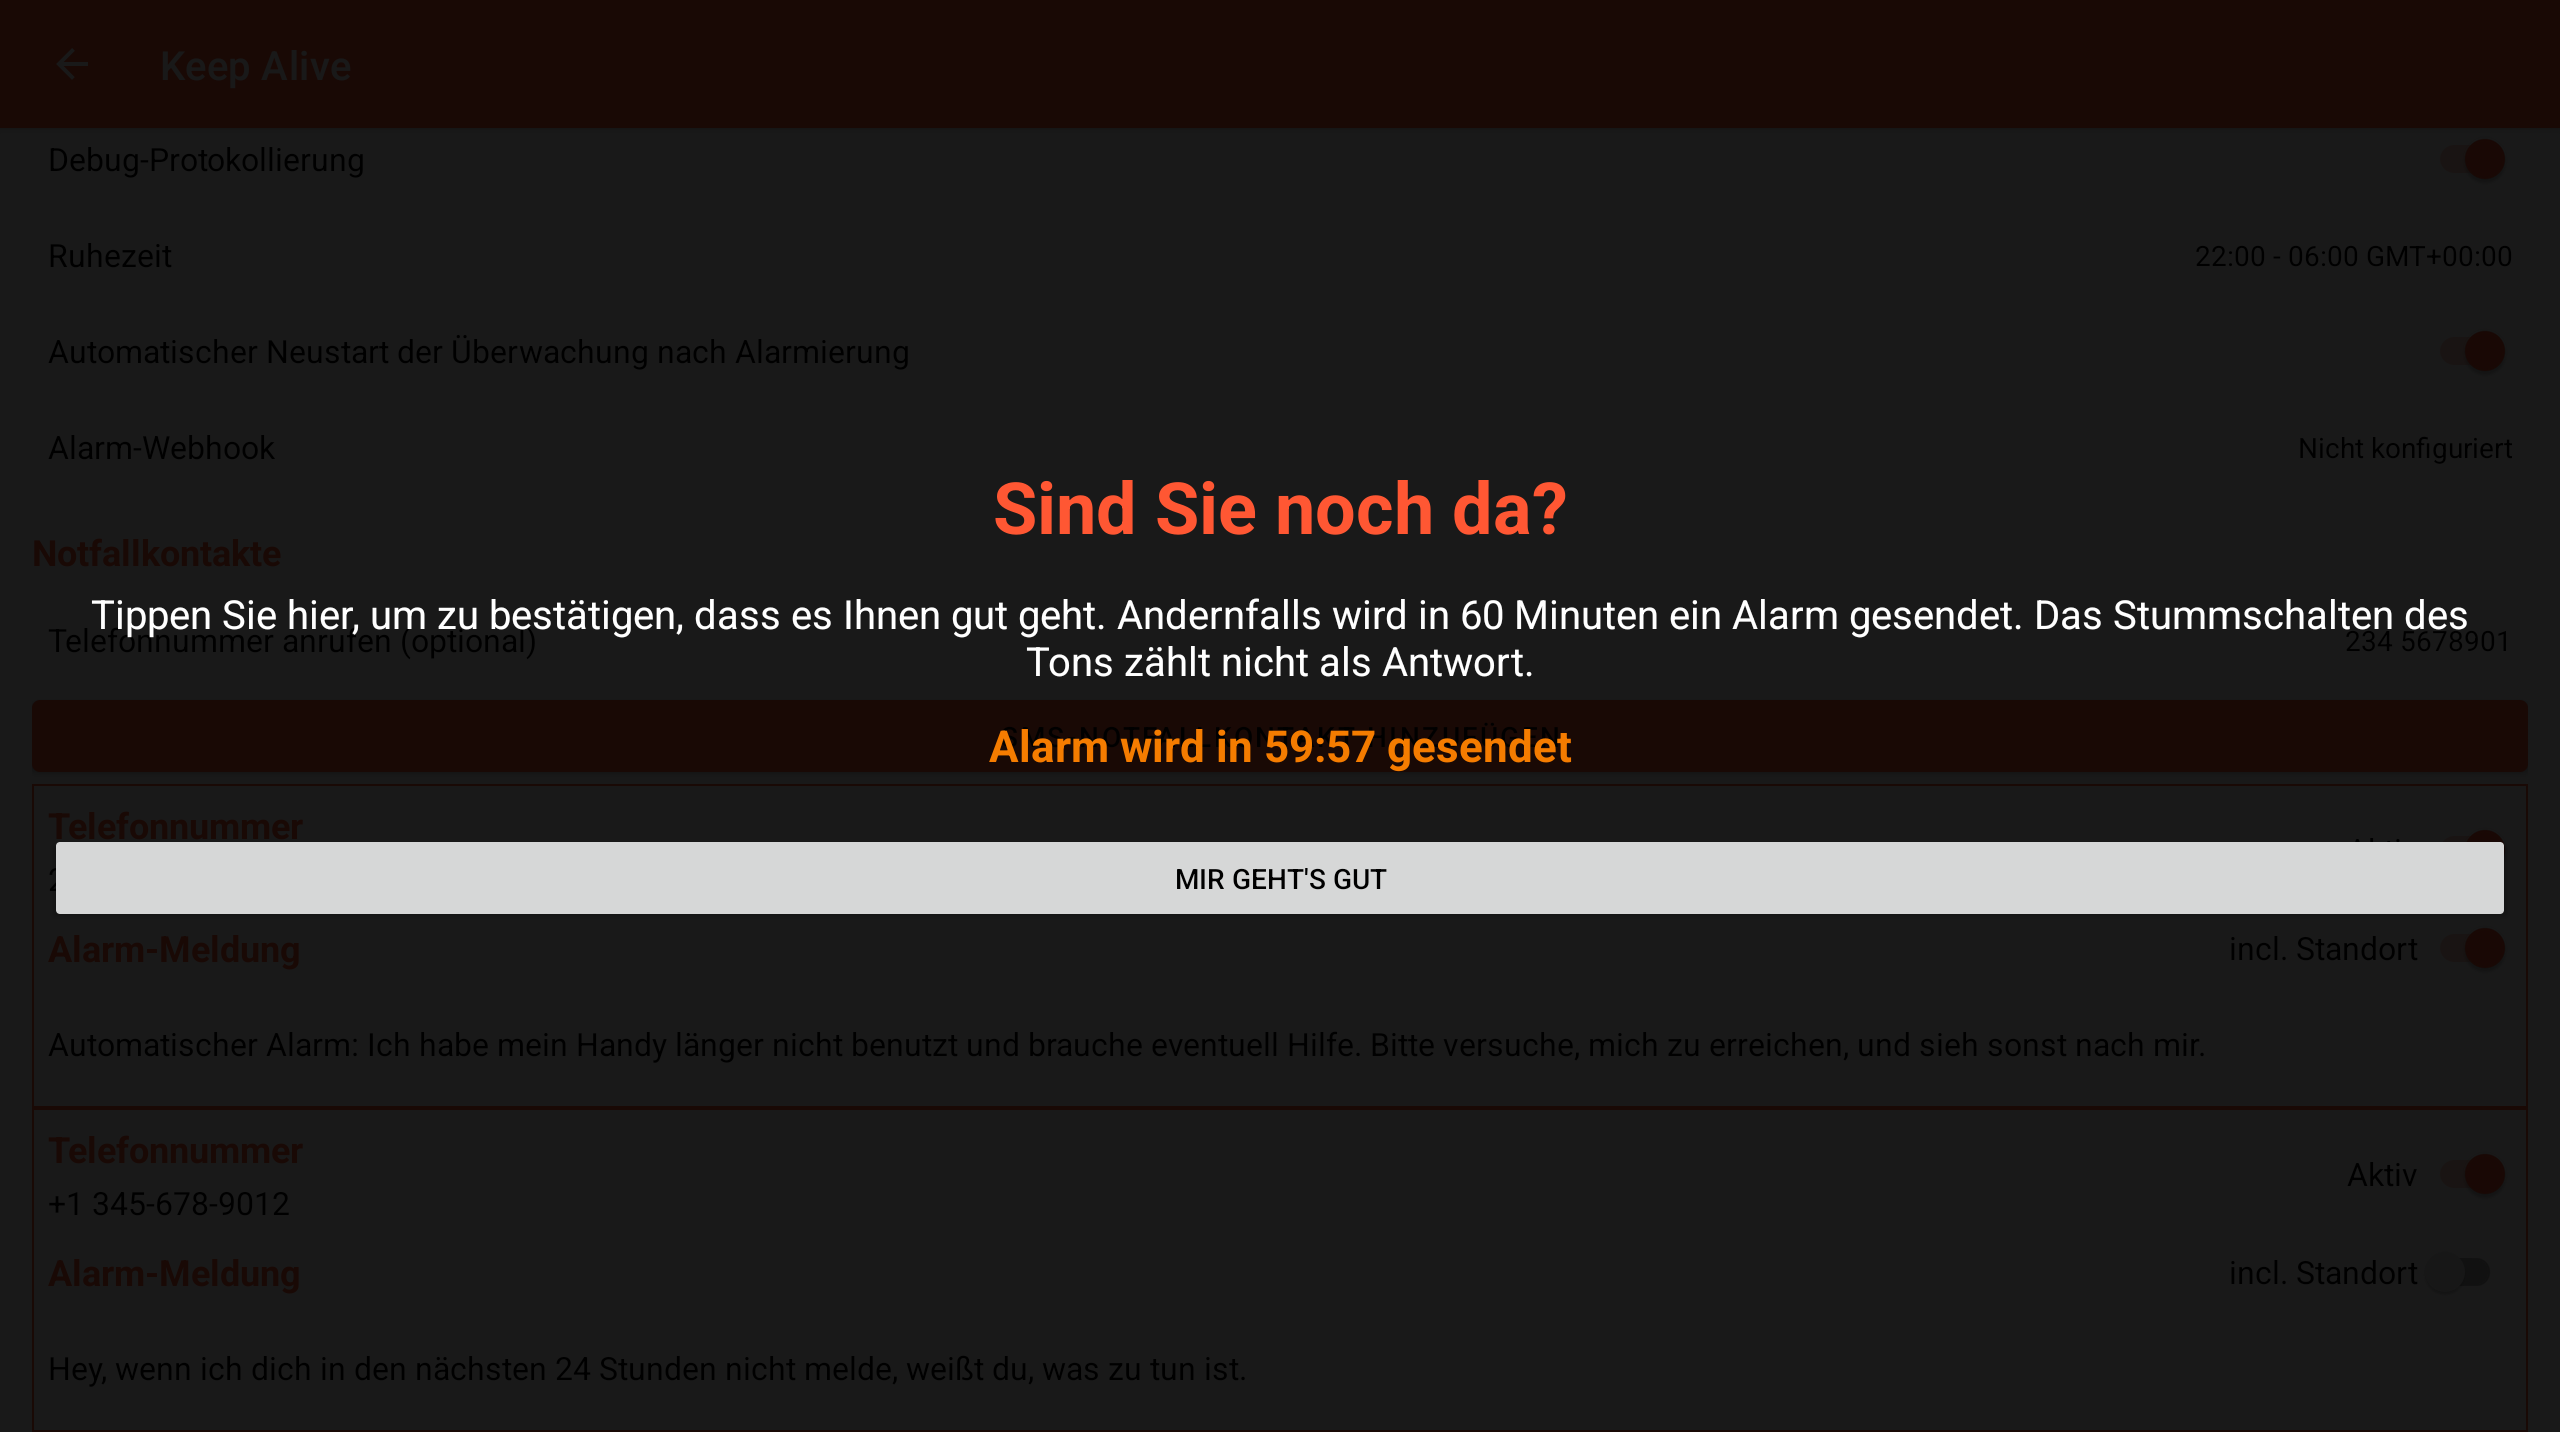 Keep Alive
Debug-Protokollierung
Ruhezeit 22:00 - 06:00 GMT+00:00
Automatischer Neustart der Überwachung nach Alarmierung
Alarm-Webhook Nicht konfiguriert
Sind Sie noch da?
Notfallkontakte
Tippen Sie hier, um zu bestätigen, dass es Ihnen gut geht. Andernfalls wird in 60 Minuten ein Alarm gesendet. Das Stummschalten des
Tons zählt nicht als Antwort.
Telefonnummer anrufen (optional) 234 5678901
Alarm wird in 59:57 gesendet
Telefonnummer
MIR GEHT'S GUT
Alarm-Meldung incl. Standort
Automatischer Alarm: Ich habe mein Handy länger nicht benutzt und brauche eventuell Hilfe. Bitte versuche, mich zu erreichen, und sieh sonst nach mir.
Telefonnummer
Aktiv
+1 345-678-9012
Alarm-Meldung incl. Standort
Hey, wenn ich dich in den nächsten 24 Stunden nicht melde, weißt du, was zu tun ist.